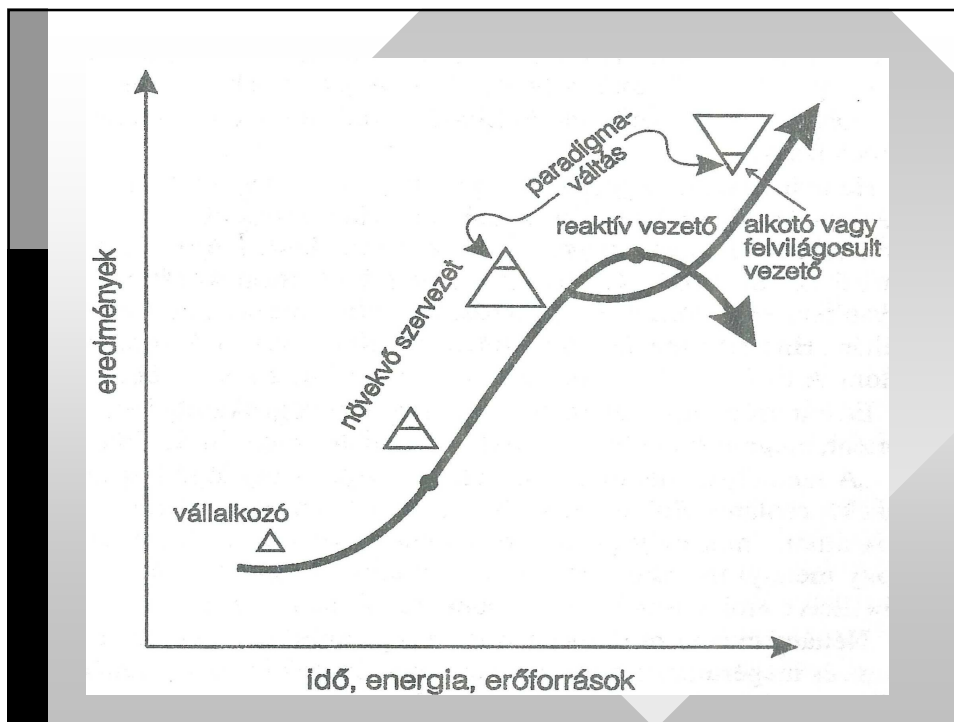 paradigma-
váltás
reaktív vezető
alkotó vagy
felvilágosult
vezető
növekvő szervezet
eredmények
vállalkozó
idő, energia, erőforrások